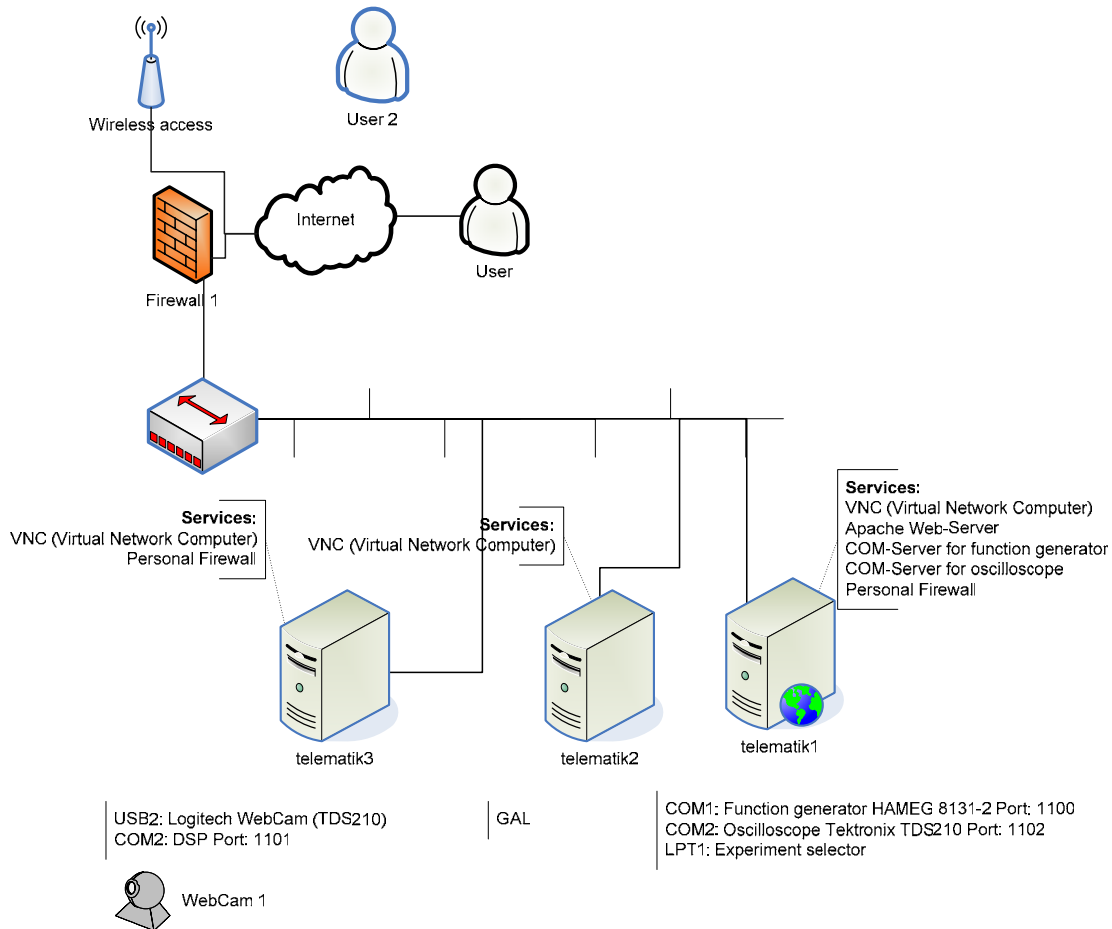 Wireless access
User 2
Internet
User
Firewall 1
Services:
VNC (Virtual Network Computer)
Personal Firewall
Services:
VNC (Virtual Network Computer)
Services:
VNC (Virtual Network Computer)
Apache Web-Server
COM-Server for function generator
COM-Server for oscilloscope
Personal Firewall
telematik3
telematik2
telematik1
USB2: Logitech WebCam (TDS210)
COM2: DSP Port: 1101
GAL
COM1: Function generator HAMEG 8131-2 Port: 1100
COM2: Oscilloscope Tektronix TDS210 Port: 1102
LPT1: Experiment selector
WebCam 1